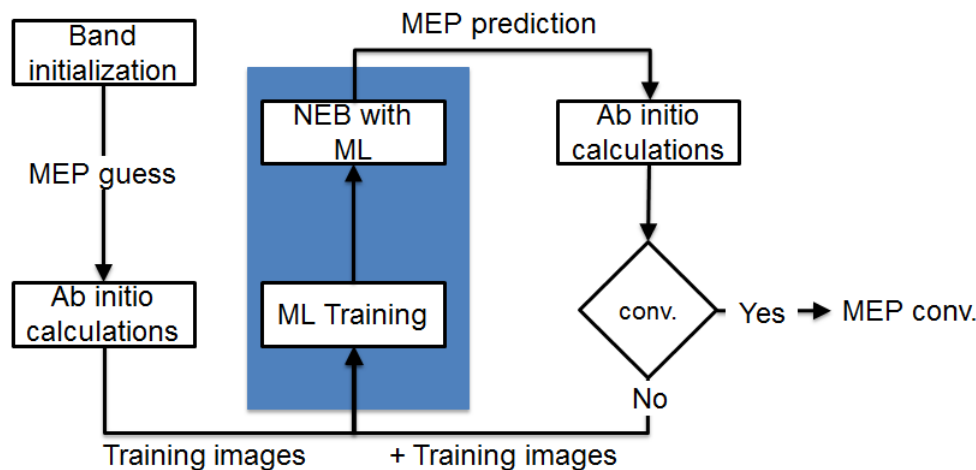 Band
initialization
MEP guess
Ab initio
calculations
Training images
ML Training
NEB with
ML
MEP prediction
Ab initio
calculations
conv.
Yes
MEP conv.
No
+ Training images